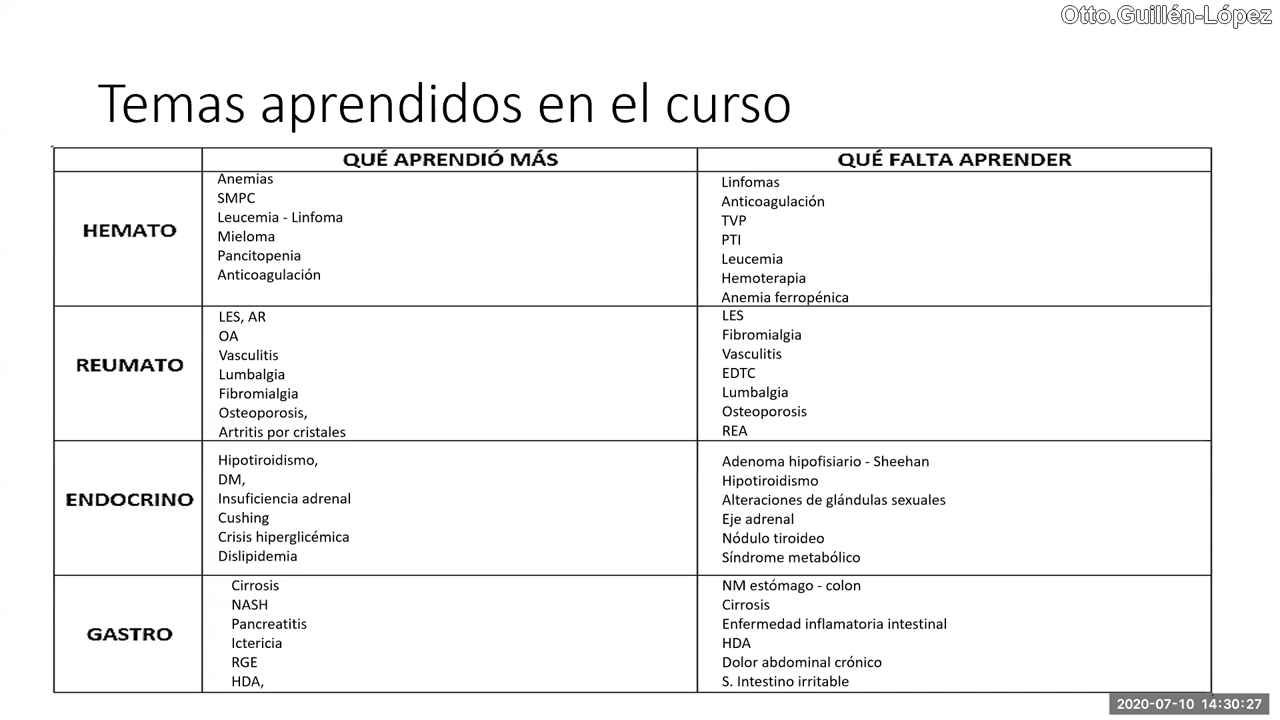 Otto.Guillén-López
Temas aprendidos en el curso
QUÉ APRENDIÓ MÁS
QUÉ FALTA APRENDER
HEMATO
Anemias
SMPC
Leucemia - Linfoma
Mieloma
Pancitopenia
Anticoagulación
Linfomas
Anticoagulación
TVP
PTI
Leucemia
Hemoterapia
Anemia ferropénica
REUMATO
LES, AR
OA
Vasculitis
Lumbalgia
Fibromialgia
Osteoporosis,
Artritis por cristales
LES
Fibromialgia
Vasculitis
EDTC
Lumbalgia
Osteoporosis
REA
ENDOCRINO
Hipotiroidismo,
DM,
Insuficiencia adrenal
Cushing
Crisis hiperglicémica
Dislipidemia
Adenoma hipofisiario - Sheehan
Hipotiroidismo
Alteraciones de glándulas sexuales
Eje adrenal
Nódulo tiroideo
Síndrome metabólico
GASTRO
Cirrosis
NASH
Pancreatitis
Ictericia
RGE
HDA,
NM estómago - colon
Cirrosis
Enfermedad inflamatoria intestinal
HDA
Dolor abdominal crónico
S. Intestino irritable
2020-07-10 14:30:27